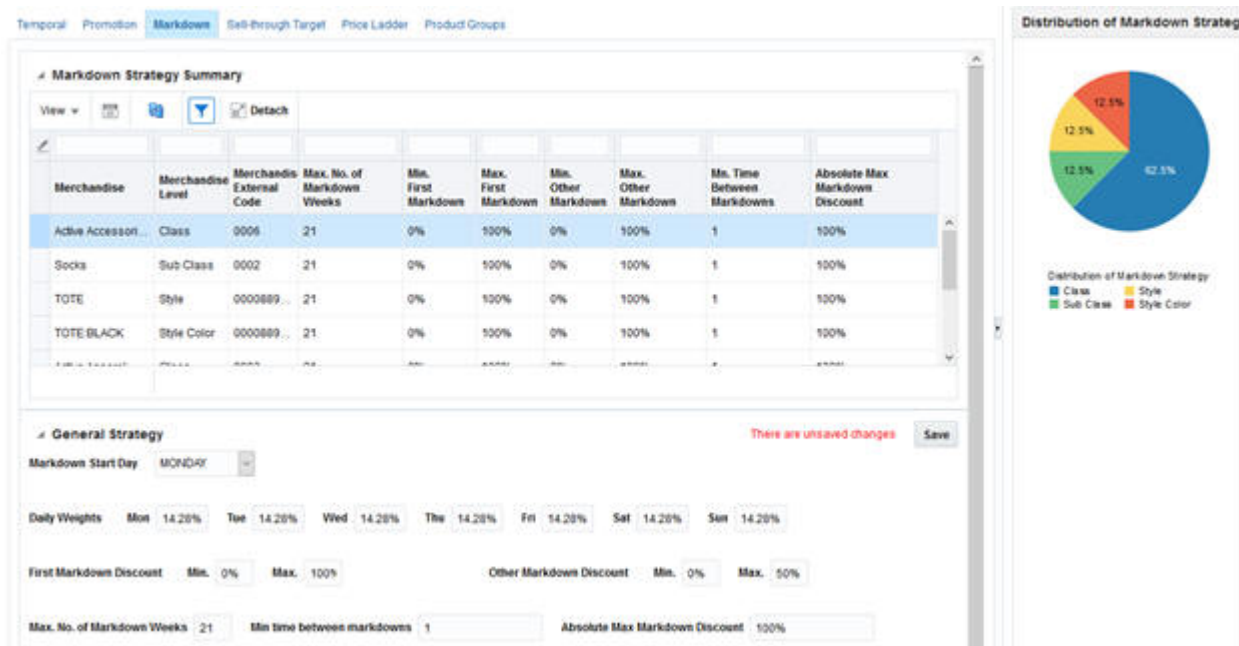 Temporal Promotion Markdown Sell-through Target Price Ladder Product Groups
Markdown Strategy Summary
View Detach
Merchandise Merchandise Level Merchandis External Code Max. No. of Markdown Weeks Min. First Markdown Max. First Markdown Min. Other Markdown Max. Other Markdown Mn. Time Between Markdowns Absolute Max Markdown Discount
Active Accessori... Class 0006 21 0% 100% 0% 100% 1 100%
Socks Sub Class 0002 21 0% 100% 0% 100% 1 100%
TOTE Style 0000889... 21 0% 100% 0% 100% 1 100%
TOTE:BLACK Style Color 0000889... 21 0% 100% 0% 100% 1 100%
General Strategy
There are unsaved changes Save
Markdown Start Day MONDAY
Daily Weights Mon 14.28% Tue 14.28% Wed 14.28% Thu 14.28% Fri 14.28% Sat 14.28% Sun 14.28%
First Markdown Discount Min. 0% Max. 100% Other Markdown Discount Min. 0% Max. 50%
Max. No. of Markdown Weeks 21 Min time between markdowns 1 Absolute Max Markdown Discount 100%
Distribution of Markdown Strateg
12.5%
12.5%
12.5% 62.5%
Distribution of Markdown Strategy
Class Style
Sub Class Style Color